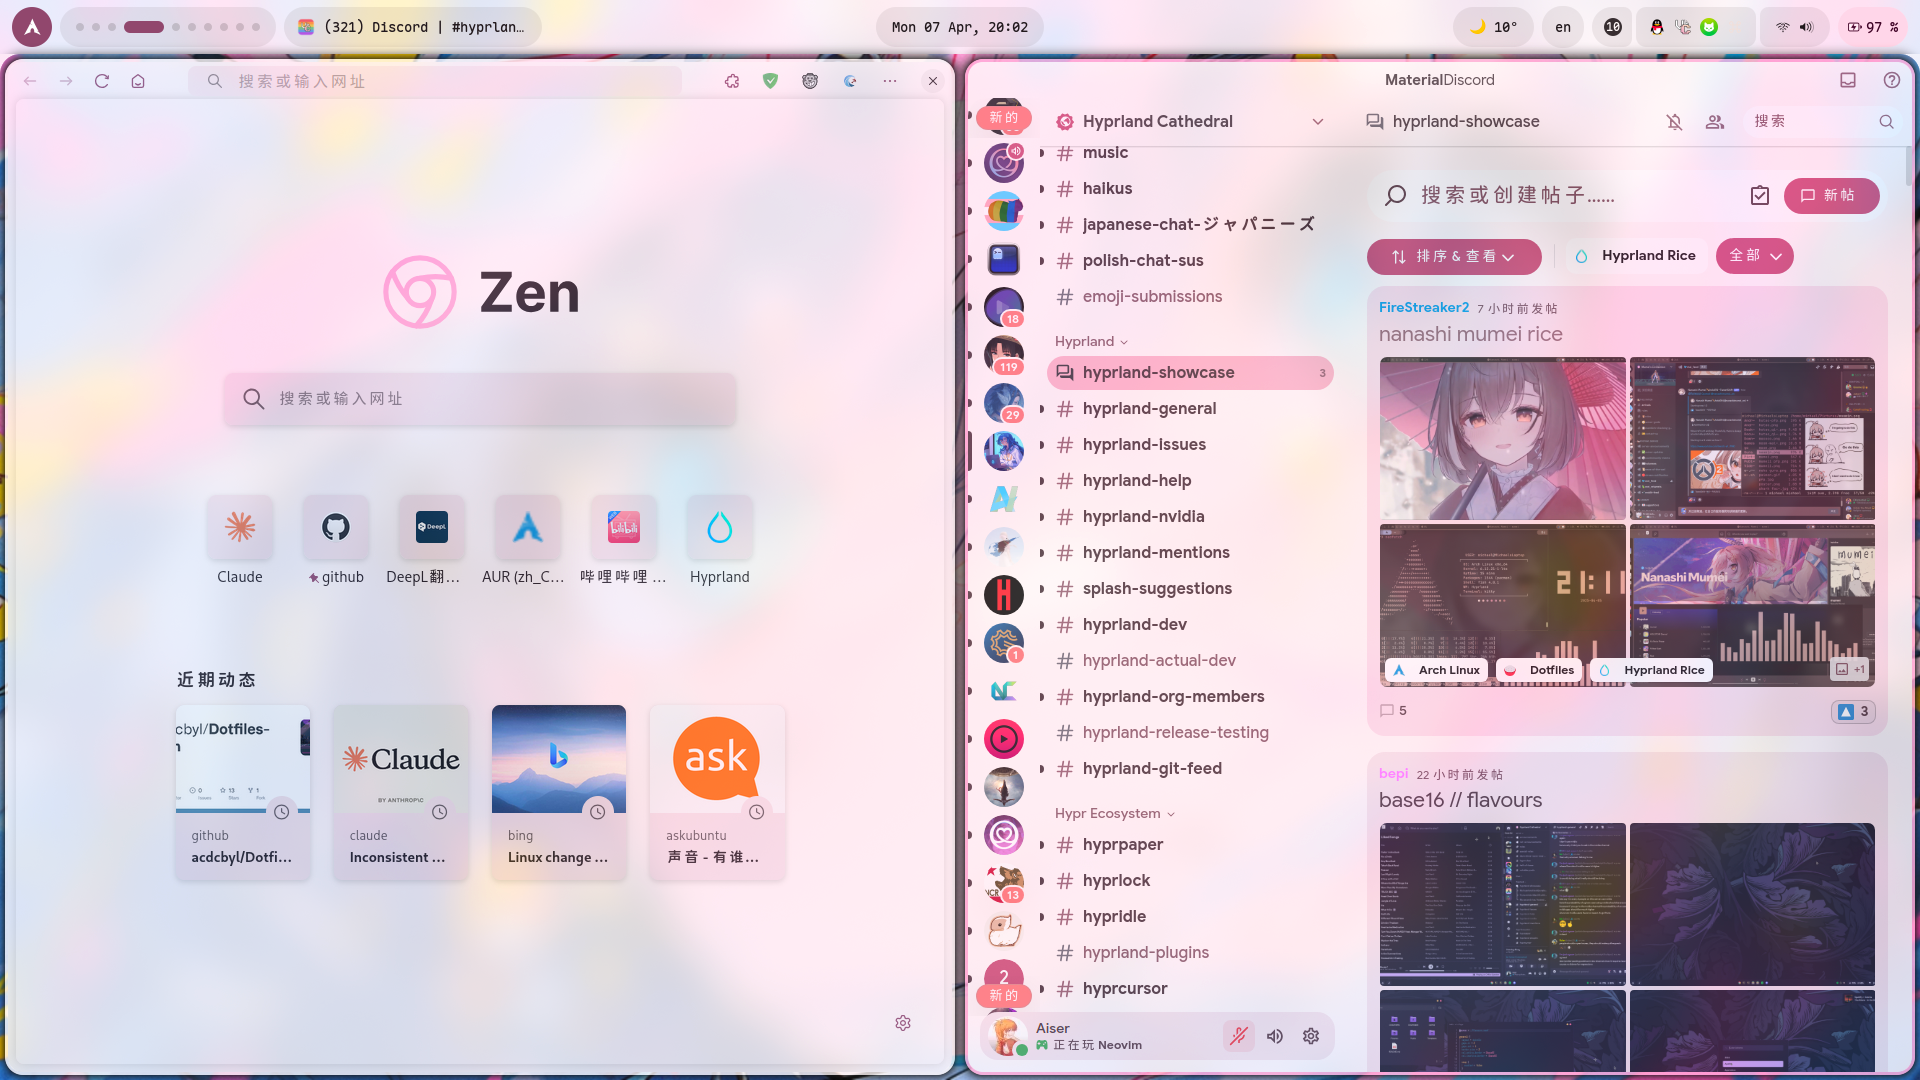 (321) Discord | #hyprlan...
Mon 07 Apr, 20:02
10°
en
10
97 %
搜索或输入网址
Zen
搜索或输入网址
Claude
github
DeepL翻...
AUR (zh_C...
哔哩哔哩 ...
Hyprland
近期动态
cbyl/Dotfiles-
github
acdcbyl/Dotfi...
Claude
BY ANTHROPIC
claude
Inconsistent ...
bing
Linux change ...
ask
askubuntu
声音 - 有谁...
MaterialDiscord
新的
18
119
29
1
13
2
新的
Hyprland Cathedral
music
haikus
japanese-chat-ジャパニーズ
polish-chat-sus
emoji-submissions
Hyprland
hyprland-showcase
3
hyprland-general
hyprland-issues
hyprland-help
hyprland-nvidia
hyprland-mentions
splash-suggestions
hyprland-dev
hyprland-actual-dev
hyprland-org-members
hyprland-release-testing
hyprland-git-feed
Hypr Ecosystem
hyprpaper
hyprlock
hypridle
hyprland-plugins
hyprcursor
Aiser
正在玩 Neovim
hyprland-showcase
搜索
搜索或创建帖子......
新帖
排序 & 查看
Hyprland Rice
全部
FireStreaker2 7 小时前发帖
nanashi mumei rice
21:11
Nanashi Mumei
Arch Linux
Dotfiles
Hyprland Rice
+1
5
3
bepi 22 小时前发帖
base16 // flavours